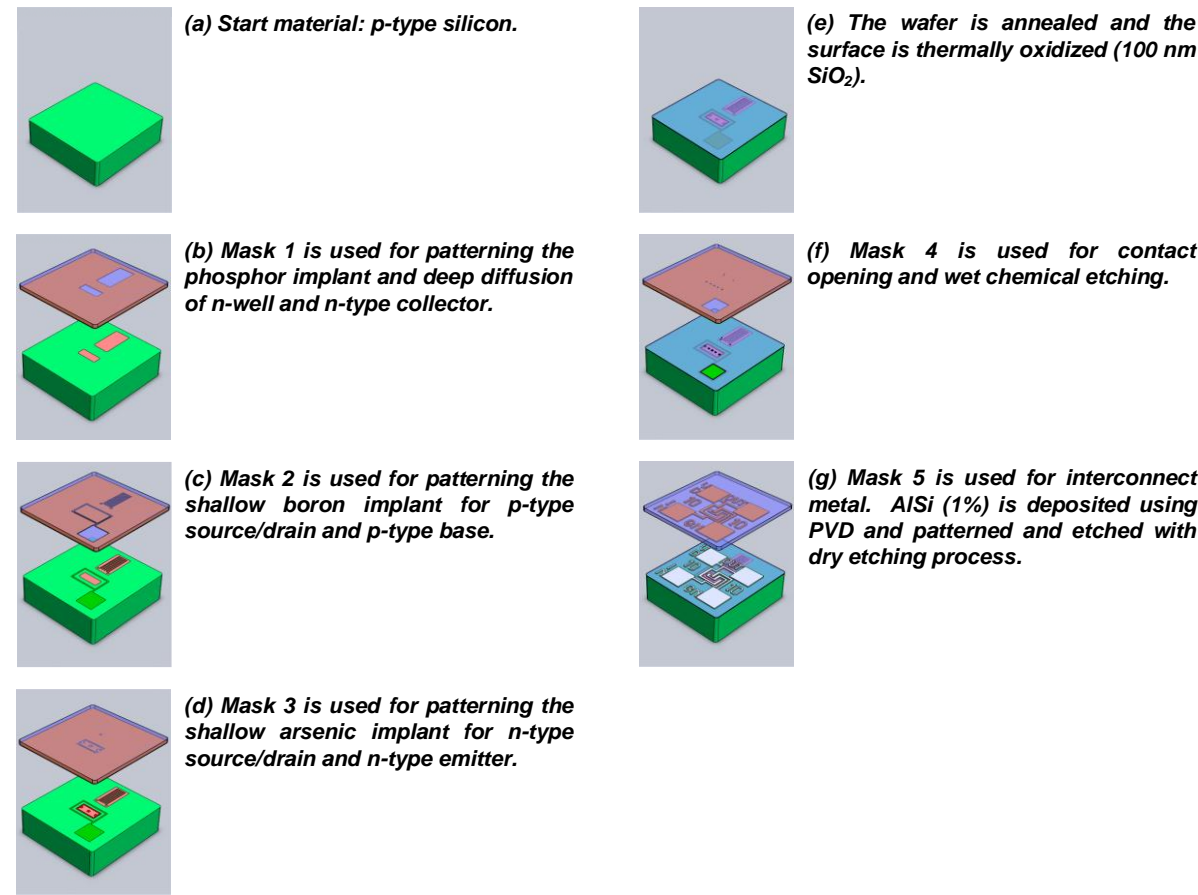 (a) Start material: p-type silicon.
(b) Mask 1 is used for patterning the
phosphor implant and deep diffusion
of n-well and n-type collector.
(c) Mask 2 is used for patterning the
shallow boron implant for p-type
source/drain and p-type base.
(d) Mask 3 is used for patterning the
shallow arsenic implant for n-type
source/drain and n-type emitter.
(e) The wafer is annealed and the
surface is thermally oxidized (100 nm
SiO₂).
(f) Mask 4 is used for contact
opening and wet chemical etching.
(g) Mask 5 is used for interconnect
metal. AlSi (1%) is deposited using
PVD and patterned and etched with
dry etching process.